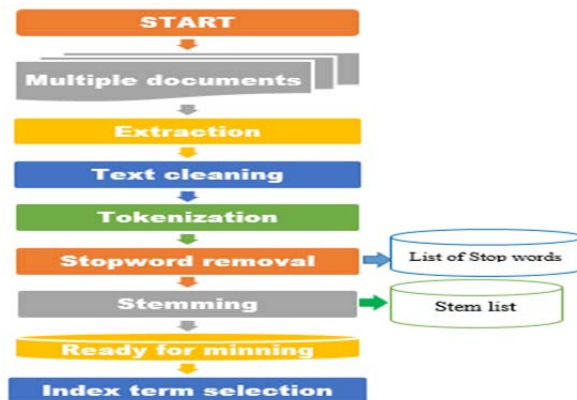 START
Multiple documents
Extraction
Text cleaning
Tokenization
Stopword removal
List of Stop words
Stemming
Stem list
Ready for minning
Index term selection